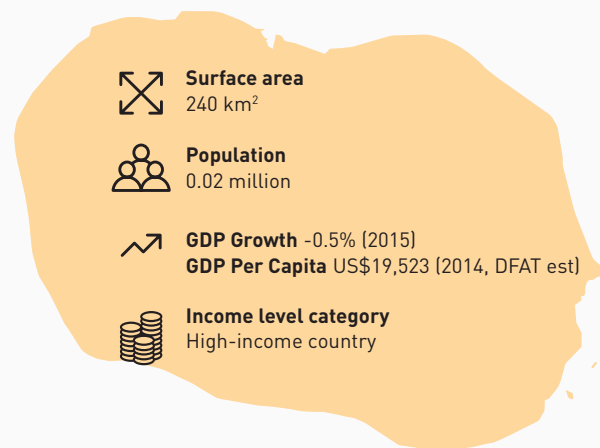 Surface area
240 km²
Population
0.02 million
GDP Growth -0.5% (2015)
GDP Per Capita US$19,523 (2014, DFAT est)
Income level category
High-income country